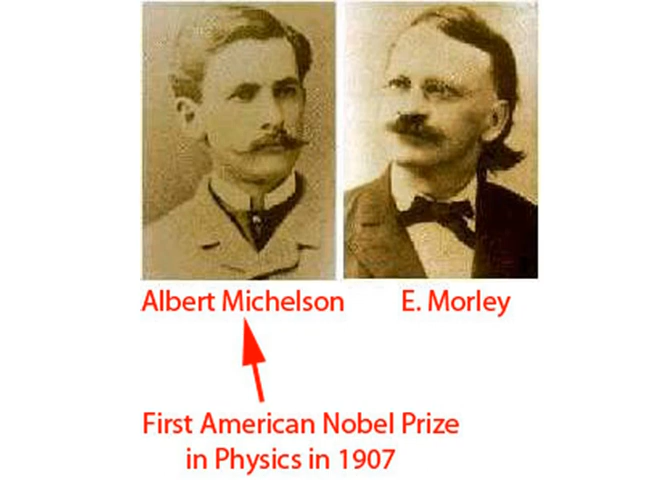 Albert Michelson
E. Morley
First American Nobel Prize
in Physics in 1907